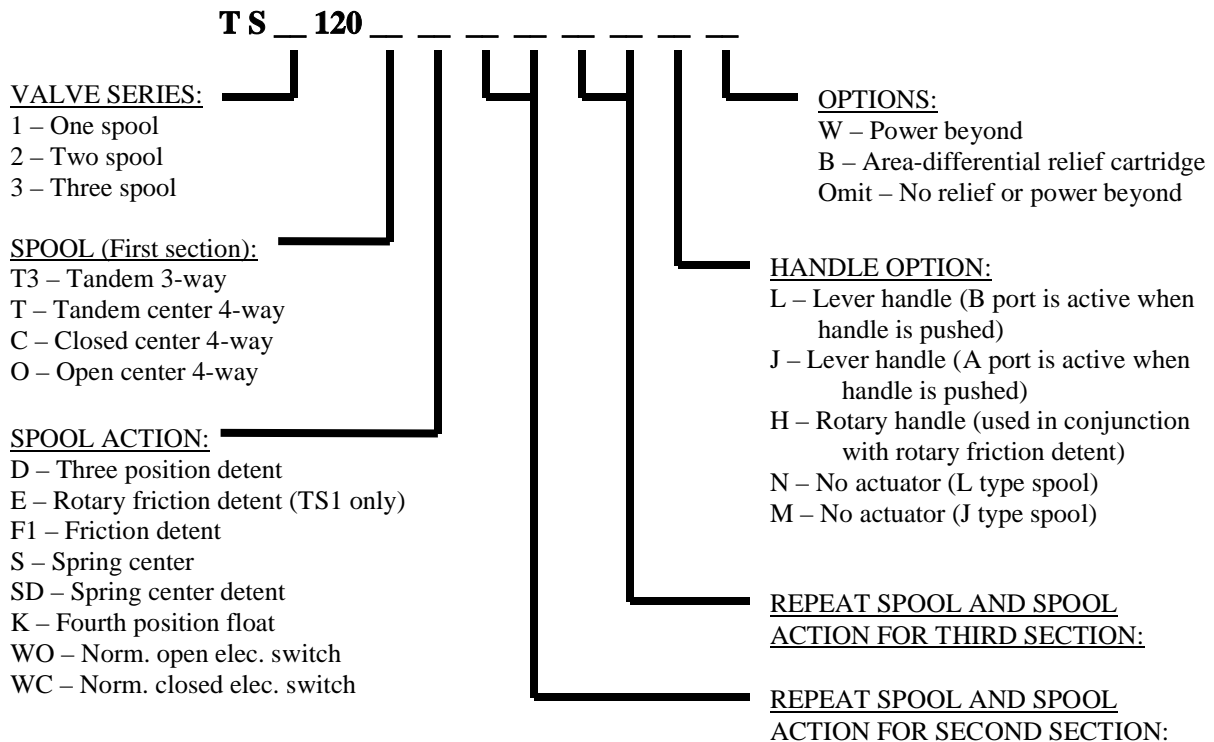 T S __ 120 __ __ __ __ __ __ __ __
VALVE SERIES:
1 – One spool
2 – Two spool
3 – Three spool
SPOOL (First section):
T3 – Tandem 3-way
T – Tandem center 4-way
C – Closed center 4-way
O – Open center 4-way
SPOOL ACTION:
D – Three position detent
E – Rotary friction detent (TS1 only)
F1 – Friction detent
S – Spring center
SD – Spring center detent
K – Fourth position float
WO – Norm. open elec. switch
WC – Norm. closed elec. switch
OPTIONS:
W – Power beyond
B – Area-differential relief cartridge
Omit – No relief or power beyond
HANDLE OPTION:
L – Lever handle (B port is active when
handle is pushed)
J – Lever handle (A port is active when
handle is pushed)
H – Rotary handle (used in conjunction
with rotary friction detent)
N – No actuator (L type spool)
M – No actuator (J type spool)
REPEAT SPOOL AND SPOOL
ACTION FOR THIRD SECTION:
REPEAT SPOOL AND SPOOL
ACTION FOR SECOND SECTION: